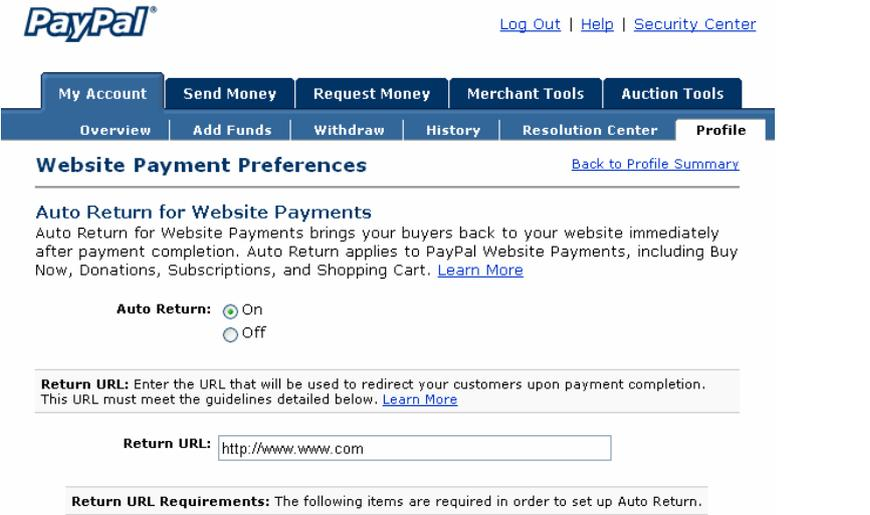 PayPal®
Log Out | Help | Security Center
My Account Send Money Request Money Merchant Tools Auction Tools
Overview Add Funds Withdraw History Resolution Center Profile
Website Payment Preferences Back to Profile Summary
Auto Return for Website Payments
Auto Return for Website Payments brings your buyers back to your website immediately
after payment completion. Auto Return applies to PayPal Website Payments, including Buy
Now, Donations, Subscriptions, and Shopping Cart. Learn More
Auto Return: On
Off
Return URL: Enter the URL that will be used to redirect your customers upon payment completion.
This URL must meet the guidelines detailed below. Learn More
Return URL: http://www.www.com
Return URL Requirements: The following items are required in order to set up Auto Return.